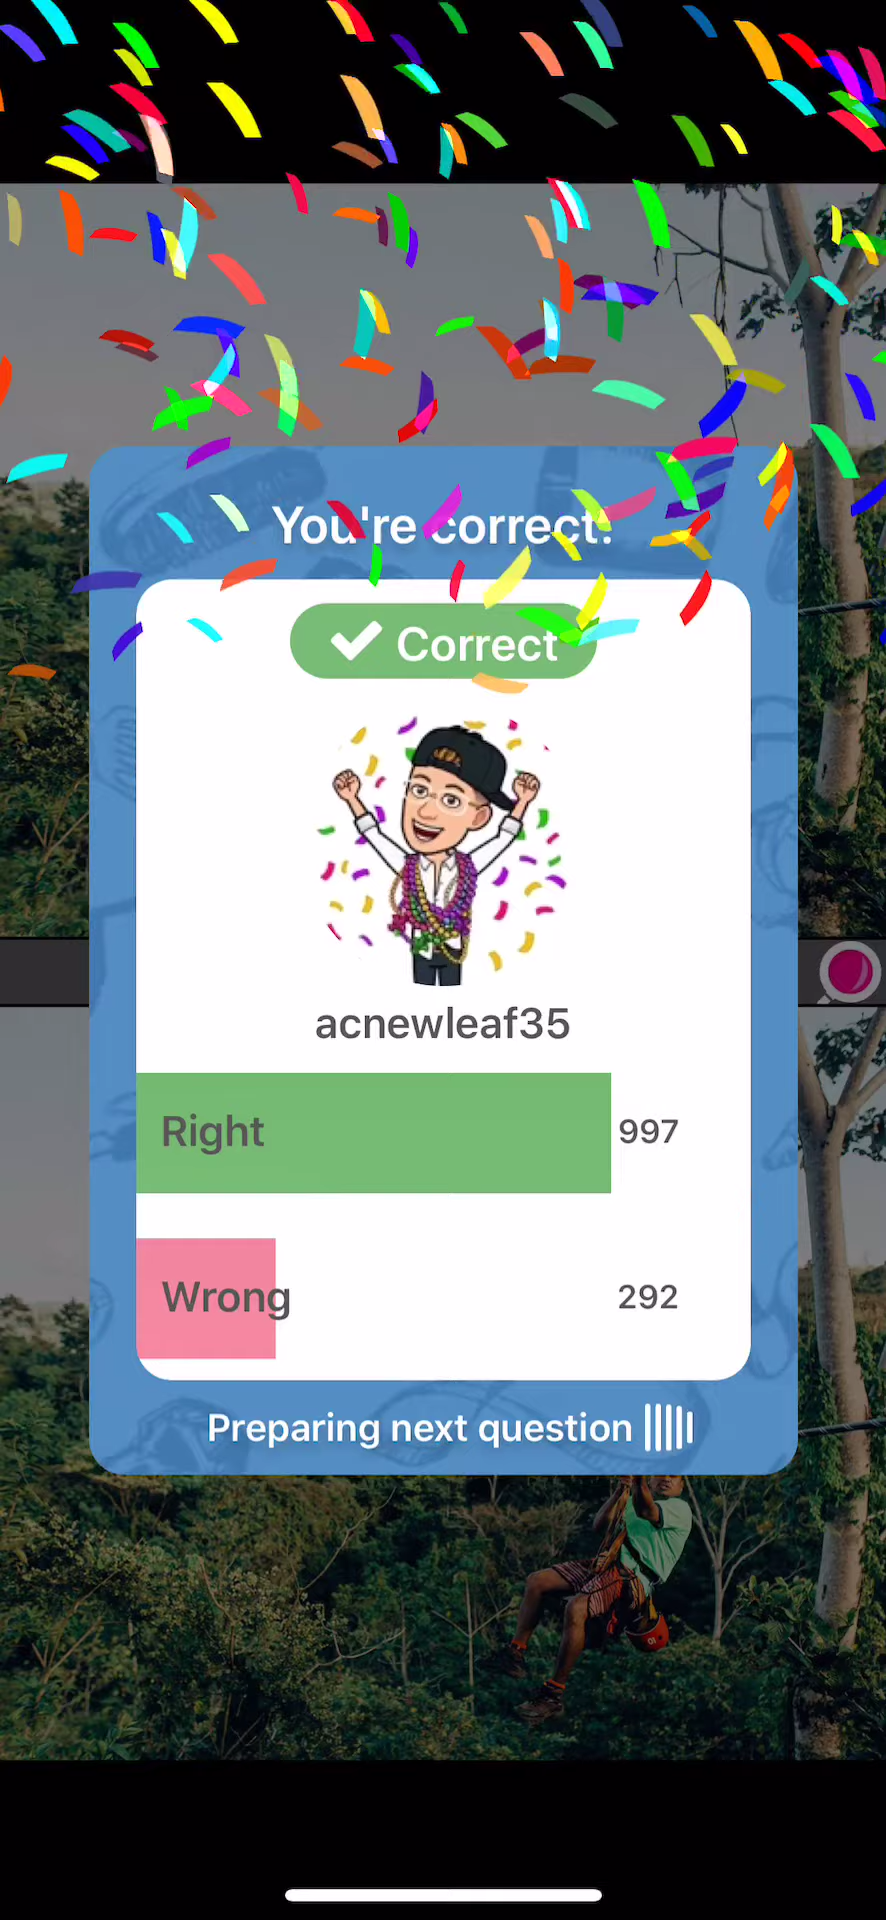 You're correct!
Correct
acnewleaf35
Right 997
Wrong 292
Preparing next question